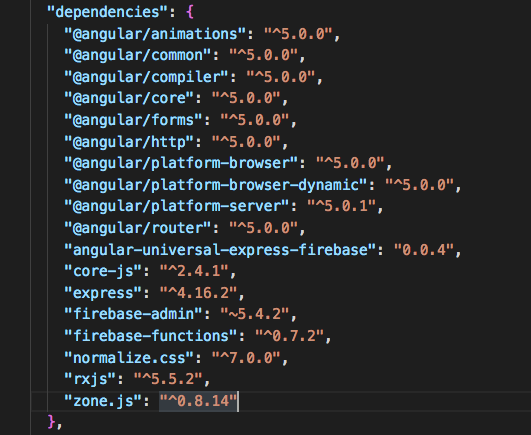 "dependencies": {
"@angular/animations": "^5.0.0",
"@angular/common": "^5.0.0",
"@angular/compiler": "^5.0.0",
"@angular/core": "^5.0.0",
"@angular/forms": "^5.0.0",
"@angular/http": "^5.0.0",
"@angular/platform-browser": "^5.0.0",
"@angular/platform-browser-dynamic": "^5.0.0",
"@angular/platform-server": "^5.0.1",
"@angular/router": "^5.0.0",
"angular-universal-express-firebase": "0.0.4",
"core-js": "^2.4.1",
"express": "^4.16.2",
"firebase-admin": "~5.4.2",
"firebase-functions": "^0.7.2",
"normalize.css": "^7.0.0",
"rxjs": "^5.5.2",
"zone.js": "^0.8.14"
},